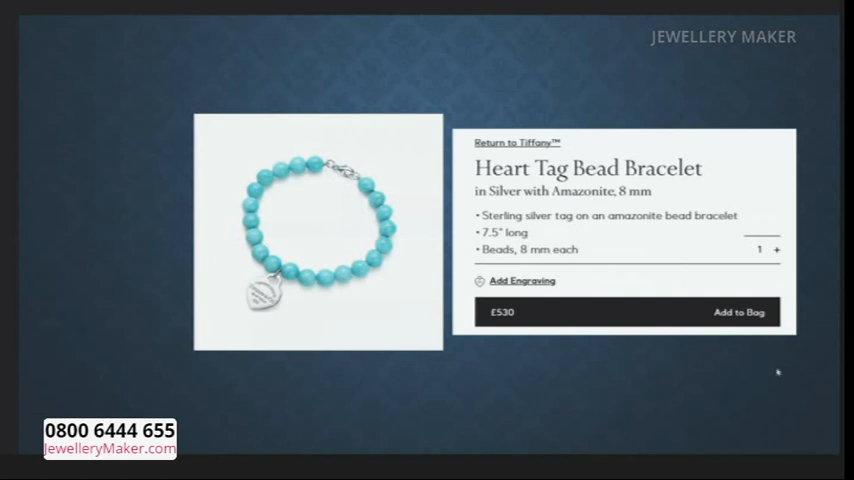 JEWELLERY MAKER
Return to Tiffany™
Heart Tag Bead Bracelet
in Silver with Amazonite, 8 mm
• Sterling silver tag on an amazonite bead bracelet
• 7.5" long
• Beads, 8 mm each
1 +
Add Engraving
£530 Add to Bag
0800 6444 655
JewelleryMaker.com